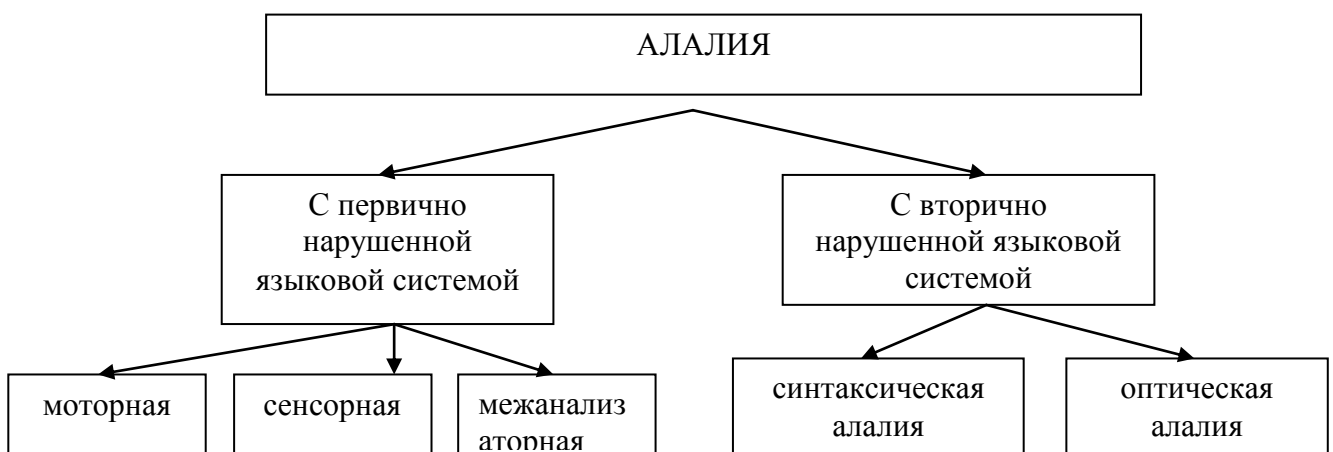 АЛАЛИЯ
С первично
нарушенной
языковой системой
С вторично
нарушенной языковой
системой
моторная
сенсорная
межанализ
аторная
синтаксическая
алалия
оптическая
алалия